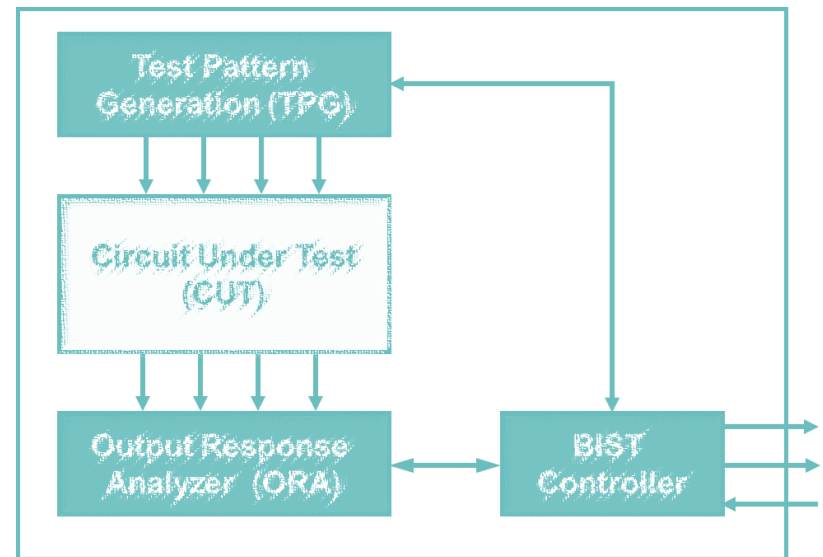 Test Pattern
Generation (TPG)
Circuit Under Test
(CUT)
Output Response
Analyzer (ORA)
BIST
Controller